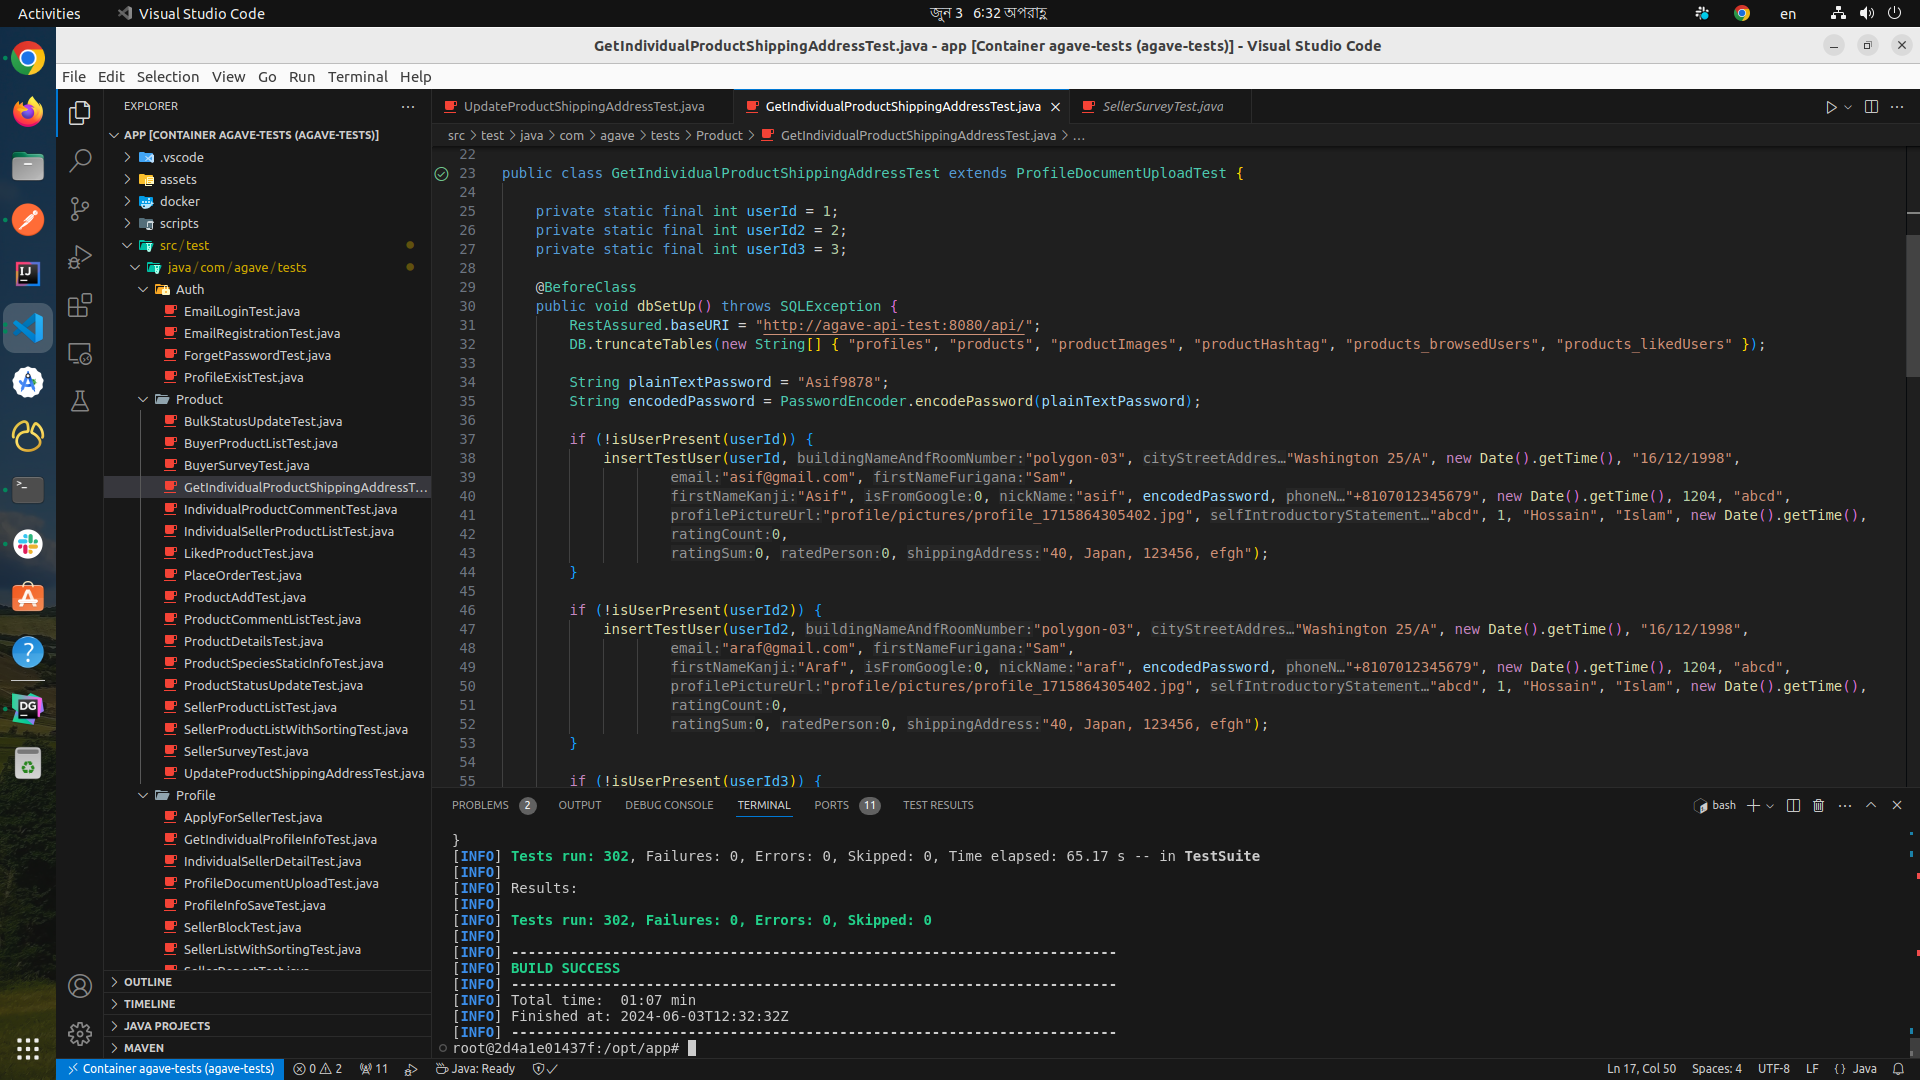 Activities
Visual Studio Code
জুন 3 6:32 অপরাহ্ণ
en
GetIndividualProductShippingAddressTest.java - app [Container agave-tests (agave-tests)] - Visual Studio Code
File Edit Selection View Go Run Terminal Help
EXPLORER
APP [CONTAINER AGAVE-TESTS (AGAVE-TESTS)]
.vscode
assets
docker
scripts
src/test
java/com/agave/tests
Auth
EmailLoginTest.java
EmailRegistrationTest.java
ForgetPasswordTest.java
ProfileExistTest.java
Product
BulkStatusUpdateTest.java
BuyerProductListTest.java
BuyerSurveyTest.java
GetIndividualProductShippingAddressT...
IndividualProductCommentTest.java
IndividualSellerProductListTest.java
LikedProductTest.java
PlaceOrderTest.java
ProductAddTest.java
ProductCommentListTest.java
ProductDetailsTest.java
ProductSpeciesStaticInfoTest.java
ProductStatusUpdateTest.java
SellerProductListTest.java
SellerProductListWithSortingTest.java
SellerSurveyTest.java
UpdateProductShippingAddressTest.java
Profile
ApplyForSellerTest.java
GetIndividualProfileInfoTest.java
IndividualSellerDetailTest.java
ProfileDocumentUploadTest.java
ProfileInfoSaveTest.java
SellerBlockTest.java
SellerListWithSortingTest.java
OUTLINE
TIMELINE
JAVA PROJECTS
MAVEN
UpdateProductShippingAddressTest.java GetIndividualProductShippingAddressTest.java SellerSurveyTest.java
src > test > java > com > agave > tests > Product > GetIndividualProductShippingAddressTest.java > ...
22
23 public class GetIndividualProductShippingAddressTest extends ProfileDocumentUploadTest {
24
25 private static final int userId = 1;
26 private static final int userId2 = 2;
27 private static final int userId3 = 3;
28
29 @BeforeClass
30 public void dbSetUp() throws SQLException {
31 RestAssured.baseURI = "http://agave-api-test:8080/api/";
32 DB.truncateTables(new String[] { "profiles", "products", "productImages", "productHashtag", "products_browsedUsers", "products_likedUsers" });
33
34 String plainTextPassword = "Asif9878";
35 String encodedPassword = PasswordEncoder.encodePassword(plainTextPassword);
36
37 if (!isUserPresent(userId)) {
38 insertTestUser(userId, buildingNameAndfRoomNumber:"polygon-03", cityStreetAddres…"Washington 25/A", new Date().getTime(), "16/12/1998",
39 email:"asif@gmail.com", firstNameFurigana:"Sam",
40 firstNameKanji:"Asif", isFromGoogle:0, nickName:"asif", encodedPassword, phoneN…"+8107012345679", new Date().getTime(), 1204, "abcd",
41 profilePictureUrl:"profile/pictures/profile_1715864305402.jpg", selfIntroductoryStatement…"abcd", 1, "Hossain", "Islam", new Date().getTime(),
42 ratingCount:0,
43 ratingSum:0, ratedPerson:0, shippingAddress:"40, Japan, 123456, efgh");
44 }
45
46 if (!isUserPresent(userId2)) {
47 insertTestUser(userId2, buildingNameAndfRoomNumber:"polygon-03", cityStreetAddres…"Washington 25/A", new Date().getTime(), "16/12/1998",
48 email:"araf@gmail.com", firstNameFurigana:"Sam",
49 firstNameKanji:"Araf", isFromGoogle:0, nickName:"araf", encodedPassword, phoneN…"+8107012345679", new Date().getTime(), 1204, "abcd",
50 profilePictureUrl:"profile/pictures/profile_1715864305402.jpg", selfIntroductoryStatement…"abcd", 1, "Hossain", "Islam", new Date().getTime(),
51 ratingCount:0,
52 ratingSum:0, ratedPerson:0, shippingAddress:"40, Japan, 123456, efgh");
53 }
54
55 if (!isUserPresent(userId3)) {
PROBLEMS 2 OUTPUT DEBUG CONSOLE TERMINAL PORTS 11 TEST RESULTS
bash
}
[INFO] Tests run: 302, Failures: 0, Errors: 0, Skipped: 0, Time elapsed: 65.17 s -- in TestSuite
[INFO]
[INFO] Results:
[INFO]
[INFO] Tests run: 302, Failures: 0, Errors: 0, Skipped: 0
[INFO]
[INFO] ------------------------------------------------------------------------
[INFO] BUILD SUCCESS
[INFO] ------------------------------------------------------------------------
[INFO] Total time:  01:07 min
[INFO] Finished at: 2024-06-03T12:32:32Z
[INFO] ------------------------------------------------------------------------
root@2d4a1e01437f:/opt/app#
Container agave-tests (agave-tests) 0 2 11 Java: Ready
Ln 17, Col 50 Spaces: 4 UTF-8 LF {} Java